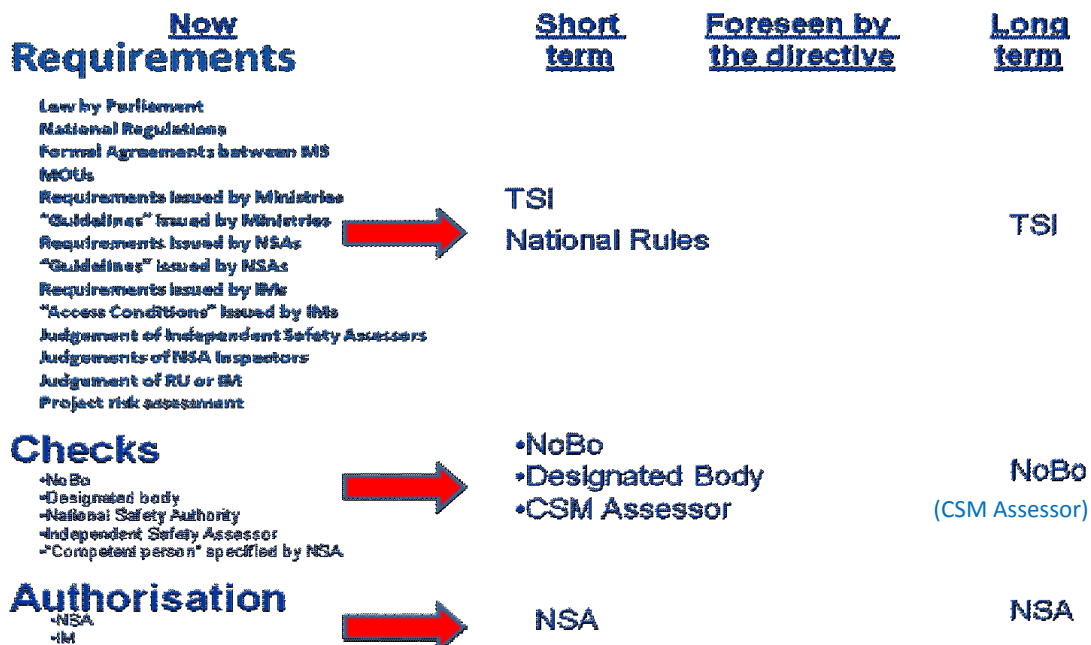 Now
Short term
Foreseen by the directive
Long term
Requirements
Law by Parliament
National Regulations
Formal Agreements between MS
MOUs
Requirements issued by Ministries
"Guidelines" issued by Ministries
Requirements issued by NSAs
"Guidelines" issued by NSAs
Requirements issued by IMs
"Access Conditions" issued by IMs
Judgement of Independent Safety Assessors
Judgements of NSA Inspectors
Judgement of RU or IM
Project risk assessment
TSI
National Rules
TSI
Checks
•NoBo
•Designated body
•National Safety Authority
•Independent Safety Assessor
•"Competent person" specified by NSA
•NoBo
•Designated Body
•CSM Assessor
NoBo
(CSM Assessor)
Authorisation
•NSA
•IM
NSA
NSA